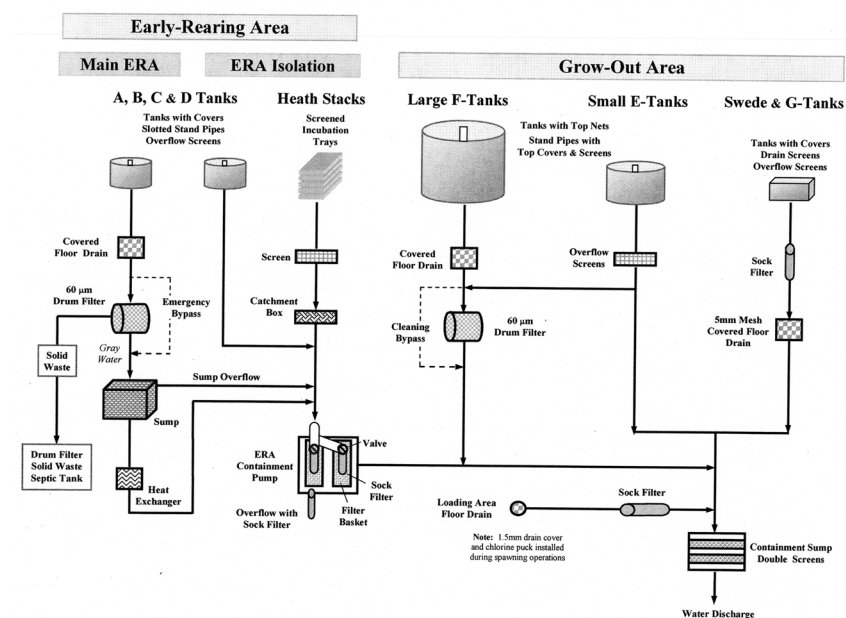 Early-Rearing Area
Main ERA
ERA Isolation
Grow-Out Area
A, B, C & D Tanks
Heath Stacks
Large F-Tanks
Small E-Tanks
Swede & G-Tanks
Tanks with Covers
Slotted Stand Pipes
Overflow Screens
Screened
Incubation
Trays
Tanks with Top Nets
Stand Pipes with
Top Covers & Screens
Tanks with Covers
Drain Screens
Overflow Screens
Covered
Floor Drain
Screen
Covered
Floor Drain
Overflow
Screens
Sock
Filter
60 µm
Drum Filter
Emergency
Bypass
Catchment
Box
Cleaning
Bypass
60 µm
Drum Filter
5mm Mesh
Covered Floor
Drain
Solid
Waste
Gray
Water
Sump Overflow
Sump
Drum Filter
Solid Waste
Septic Tank
Heat
Exchanger
ERA
Containment
Pump
Valve
Sock
Filter
Filter
Basket
Overflow with
Sock Filter
Loading Area
Floor Drain
Sock Filter
Note: 1.5mm drain cover
and chlorine puck installed
during spawning operations
Containment Sump
Double Screens
Water Discharge